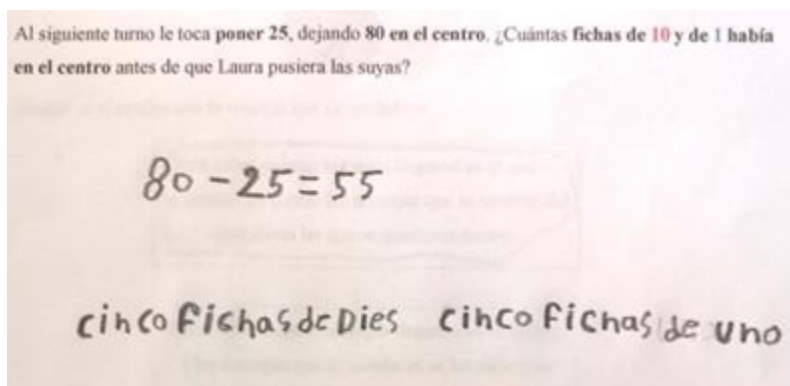 Al siguiente turno le toca poner 25, dejando 80 en el centro. ¿Cuántas fichas de 10 y de 1 había
en el centro antes de que Laura pusiera las suyas?
80 - 25 = 55
cinco fichas de Dies cinco fichas de uno